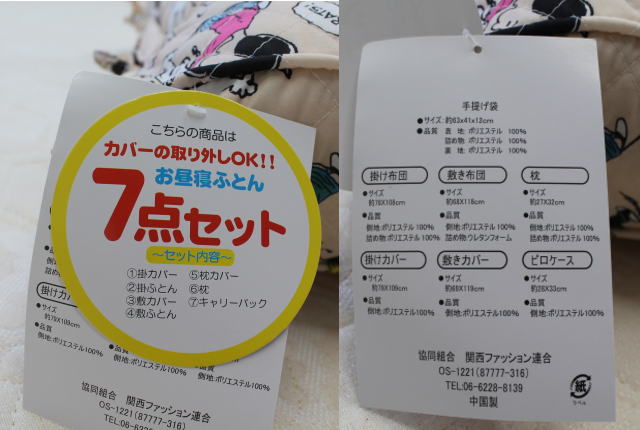 RATS!
こちらの商品は
カバーの取り外しOK!!
お昼寝ふとん
7点セット
～セット内容～
①掛カバー ⑤枕カバー
②掛ふとん ⑥枕
③敷カバー ⑦キャリーバック
④敷ふとん
掛けカバ
●サイズ
約76X109cm
●品質
側地:ポリエステル100%
協同組合 関西ファッション連合
OS-1221(87777-316)
TEL:06-6228-8139
中国製
手提げ袋
●サイズ:約63x41x12cm
●品質 表 地: ポリエステル 100%
詰め物: ポリエステル 100%
裏 地: ポリエステル 100%
掛け布団 敷き布団 枕
●サイズ ●サイズ ●サイズ
約76X108cm 約68X118cm 約27X32cm
●品質 ●品質 ●品質
側地:ポリエステル100% 側地:ポリエステル100% 側地:ポリエステル100%
詰め物:ポリエステル100% 詰め物:ウレタンフォーム 詰め物:ポリエステル100%
掛けカバー 敷きカバー ピロケース
●サイズ ●サイズ ●サイズ
約76X109cm 約68X119cm 約28X33cm
●品質 ●品質 ●品質
側地:ポリエステル100% 側地:ポリエステル100% 側地:ポリエステル100%
協同組合 関西ファッション連合
OS-1221(87777-316)
TEL:06-6228-8139
中国製
紙
ラベル